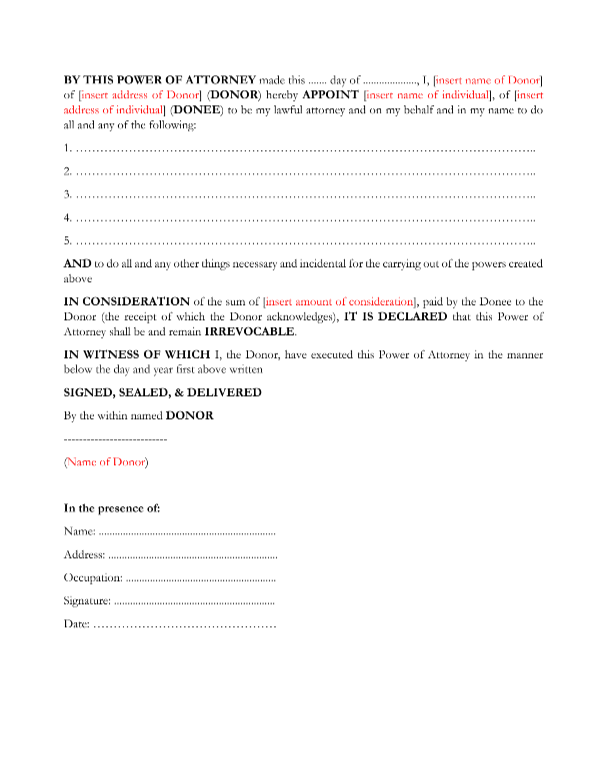 BY THIS POWER OF ATTORNEY made this ....... day of ....................., I, [insert name of Donor]
of [insert address of Donor] (DONOR) hereby APPOINT [insert name of individual], of [insert
address of individual] (DONEE) to be my lawful attorney and on my behalf and in my name to do
all and any of the following:
1. ……………………………………………………………………………………………………..
2. ……………………………………………………………………………………………………..
3. ……………………………………………………………………………………………………..
4. ……………………………………………………………………………………………………..
5. ……………………………………………………………………………………………………..
AND to do all and any other things necessary and incidental for the carrying out of the powers created
above
IN CONSIDERATION of the sum of [insert amount of consideration], paid by the Donee to the
Donor (the receipt of which the Donor acknowledges), IT IS DECLARED that this Power of
Attorney shall be and remain IRREVOCABLE.
IN WITNESS OF WHICH I, the Donor, have executed this Power of Attorney in the manner
below the day and year first above written
SIGNED, SEALED, & DELIVERED
By the within named DONOR
---------------------------
(Name of Donor)
In the presence of:
Name: ..................................................................
Address: ...............................................................
Occupation: ........................................................
Signature: ............................................................
Date: ………………………………………